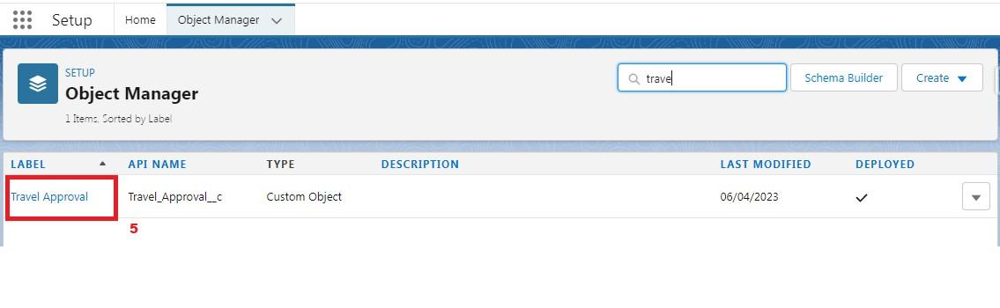 Setup Home Object Manager
SETUP
Object Manager
1 Items, Sorted by Label
trave
Schema Builder
Create
LABEL API NAME TYPE DESCRIPTION LAST MODIFIED DEPLOYED
Travel Approval Travel_Approval__c Custom Object 06/04/2023
5